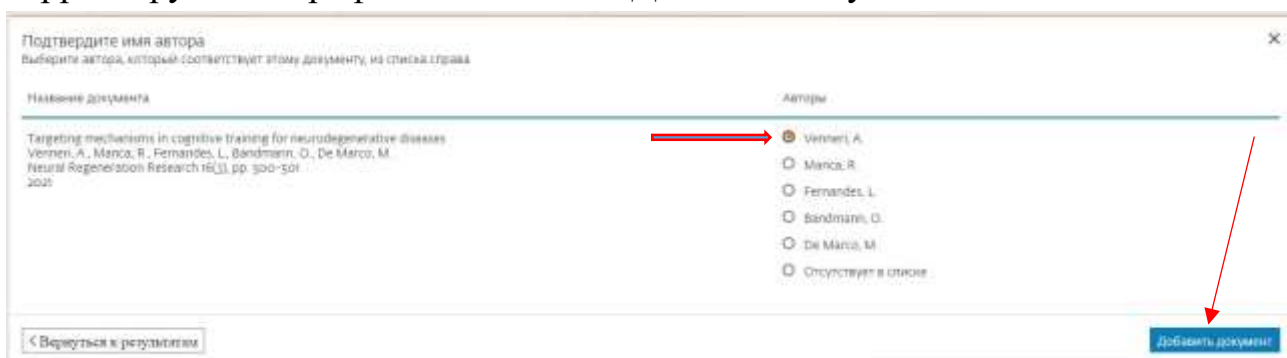 Подтвердите имя автора
Выберите автора, который соответствует этому документу, из списка справа
Название документа
Авторы
Targeting mechanisms in cognitive training for neurodegenerative diseases
Venneri, A., Manca, R., Fernandes, L., Bandmann, O., De Marco, M.
Neural Regeneration Research 16(3), pp. 500-501
2021
Venneri, A.
Manca, R.
Fernandes, L.
Bandmann, O.
De Marco, M.
Отсутствует в списке
< Вернуться к результатам
Добавить документ